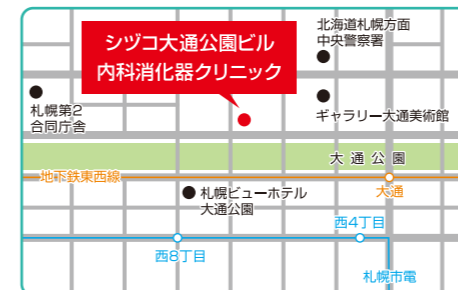 北海道札幌方面
中央警察署
シヅコ大通公園ビル
内科消化器クリニック
札幌第2
合同庁舎
ギャラリー大通美術館
大通公園
地下鉄東西線
大通
札幌ビューホテル
大通公園
西4丁目
西8丁目
札幌市電